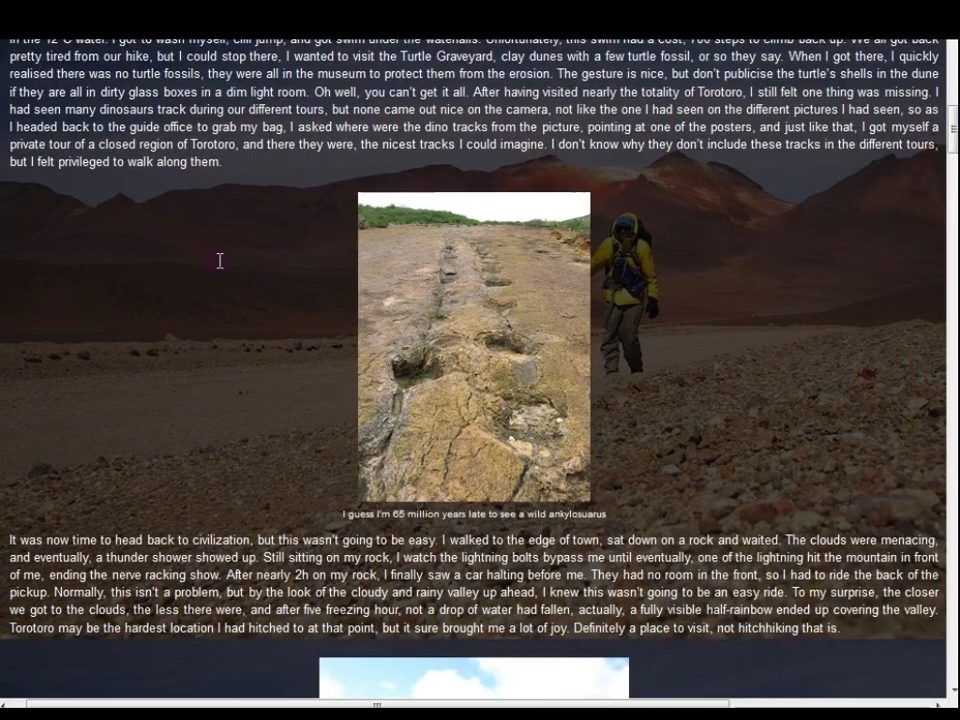 in the 12°C water. I got to wash myself, cliff jump, and got swim under the waterfalls. Unfortunately, this swim had a cost, 700 steps to climb back up. We all got back
pretty tired from our hike, but I could stop there, I wanted to visit the Turtle Graveyard, clay dunes with a few turtle fossil, or so they say. When I got there, I quickly
realised there was no turtle fossils, they were all in the museum to protect them from the erosion. The gesture is nice, but don't publicise the turtle's shells in the dune
if they are all in dirty glass boxes in a dim light room. Oh well, you can't get it all. After having visited nearly the totality of Torotoro, I still felt one thing was missing. I
had seen many dinosaurs track during our different tours, but none came out nice on the camera, not like the one I had seen on the different pictures I had seen, so as
I headed back to the guide office to grab my bag, I asked where were the dino tracks from the picture, pointing at one of the posters, and just like that, I got myself a
private tour of a closed region of Torotoro, and there they were, the nicest tracks I could imagine. I don't know why they don't include these tracks in the different tours,
but I felt privileged to walk along them.
I guess I'm 65 million years late to see a wild ankylosuarus
It was now time to head back to civilization, but this wasn't going to be easy. I walked to the edge of town, sat down on a rock and waited. The clouds were menacing,
and eventually, a thunder shower showed up. Still sitting on my rock, I watch the lightning bolts bypass me until eventually, one of the lightning hit the mountain in front
of me, ending the nerve racking show. After nearly 2h on my rock, I finally saw a car halting before me. They had no room in the front, so I had to ride the back of the
pickup. Normally, this isn't a problem, but by the look of the cloudy and rainy valley up ahead, I knew this wasn't going to be an easy ride. To my surprise, the closer
we got to the clouds, the less there were, and after five freezing hour, not a drop of water had fallen, actually, a fully visible half-rainbow ended up covering the valley.
Torotoro may be the hardest location I had hitched to at that point, but it sure brought me a lot of joy. Definitely a place to visit, not hitchhiking that is.